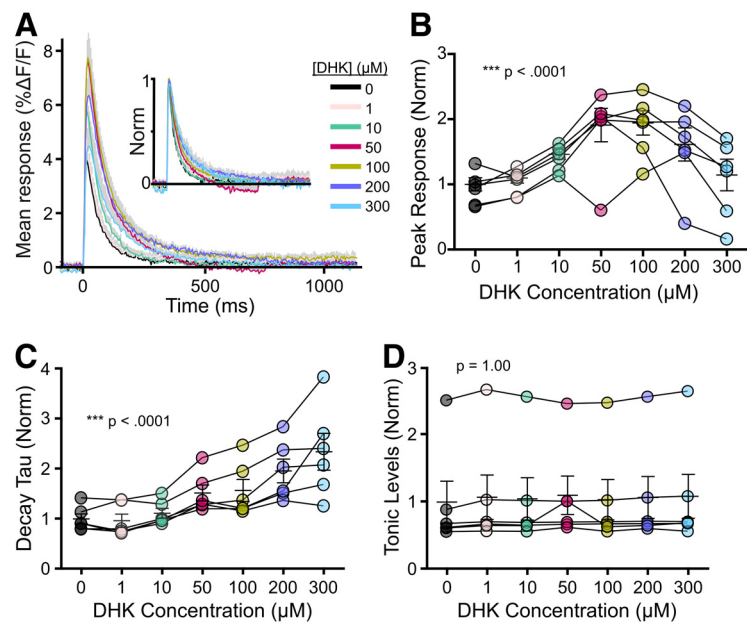 A
Mean response (%ΔF/F)
8
6
4
2
0
0
500
1000
Time (ms)
Norm
1
0
[DHK] (µM)
0
1
10
50
100
200
300
B
Peak Response (Norm)
3
2
1
0
*** p < .0001
0 1 10 50 100 200 300
DHK Concentration (µM)
C
Decay Tau (Norm)
4
3
2
1
0
*** p < .0001
0 1 10 50 100 200 300
DHK Concentration (µM)
D
Tonic Levels (Norm)
3
2
1
0
p = 1.00
0 1 10 50 100 200 300
DHK Concentration (µM)